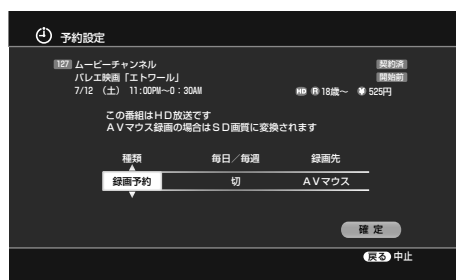 予約設定
127 ムービーチャンネル 契約済
バレエ映画「エトワール」 開始前
7/12 (土) 11:00PM～0:30AM HD R 18歳～ ¥ 525円
この番組はHD放送です
AVマウス録画の場合はSD画質に変換されます
種類 毎日／毎週 録画先
録画予約 切 AVマウス
確定
戻る 中止